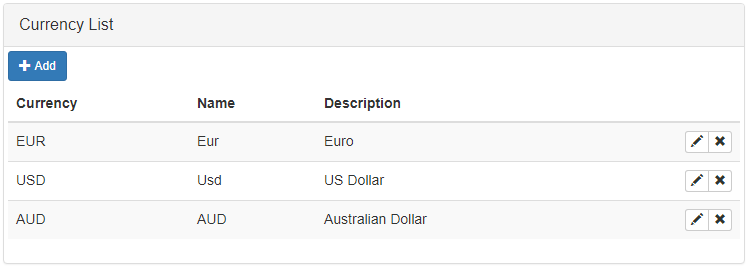 Currency List
Add
Currency Name Description
EUR Eur Euro
USD Usd US Dollar
AUD AUD Australian Dollar